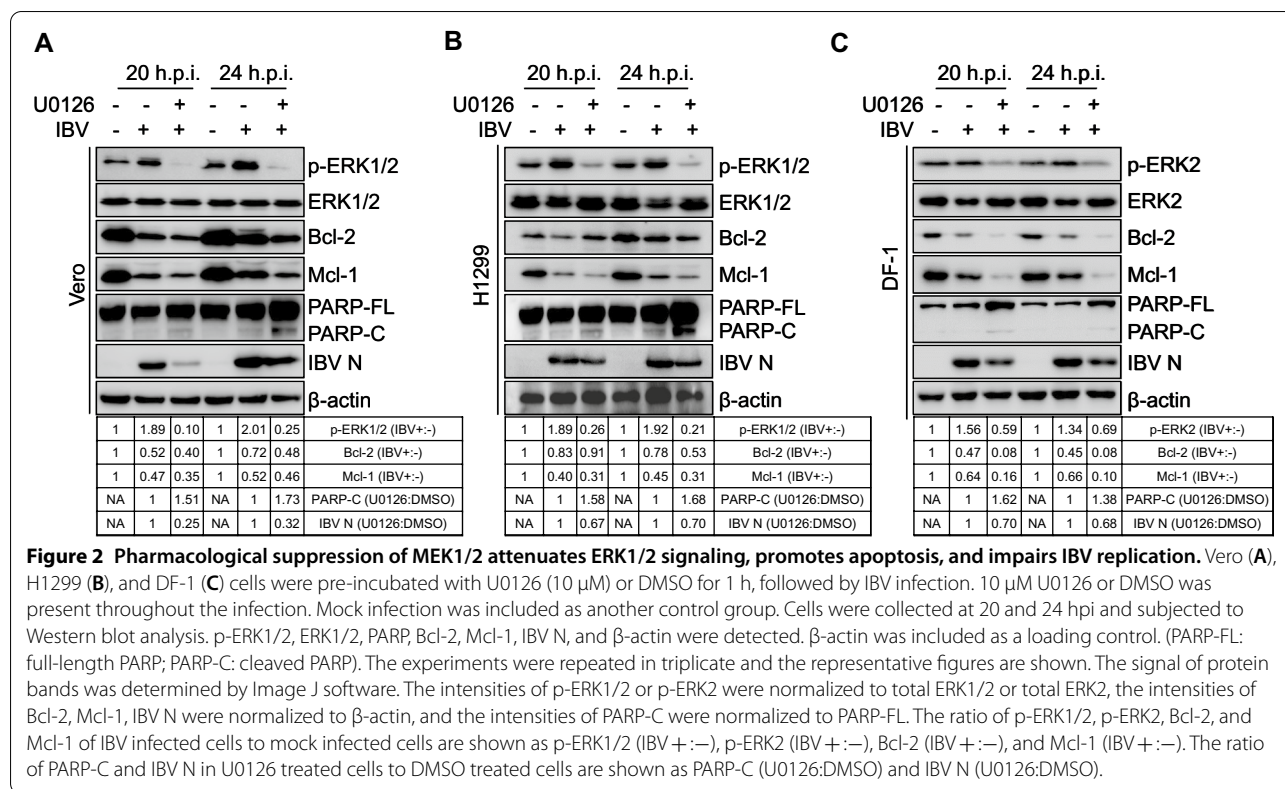 A
20 h.p.i. 24 h.p.i.
U0126 - - + - - +
IBV - + + - + +
Vero
p-ERK1/2
ERK1/2
Bcl-2
Mcl-1
PARP-FL
PARP-C
IBV N
β-actin
1 1.89 0.10 1 2.01 0.25 p-ERK1/2 (IBV+:-)
1 0.52 0.40 1 0.72 0.48 Bcl-2 (IBV+:-)
1 0.47 0.35 1 0.52 0.46 Mcl-1 (IBV+:-)
NA 1 1.51 NA 1 1.73 PARP-C (U0126:DMSO)
NA 1 0.25 NA 1 0.32 IBV N (U0126:DMSO)
B
20 h.p.i. 24 h.p.i.
U0126 - - + - - +
IBV - + + - + +
H1299
p-ERK1/2
ERK1/2
Bcl-2
Mcl-1
PARP-FL
PARP-C
IBV N
β-actin
1 1.89 0.26 1 1.92 0.21 p-ERK1/2 (IBV+:-)
1 0.83 0.91 1 0.78 0.53 Bcl-2 (IBV+:-)
1 0.40 0.31 1 0.45 0.31 Mcl-1 (IBV+:-)
NA 1 1.58 NA 1 1.68 PARP-C (U0126:DMSO)
NA 1 0.67 NA 1 0.70 IBV N (U0126:DMSO)
C
20 h.p.i. 24 h.p.i.
U0126 - - + - - +
IBV - + + - + +
DF-1
p-ERK2
ERK2
Bcl-2
Mcl-1
PARP-FL
PARP-C
IBV N
β-actin
1 1.56 0.59 1 1.34 0.69 p-ERK2 (IBV+:-)
1 0.47 0.08 1 0.45 0.08 Bcl-2 (IBV+:-)
1 0.64 0.16 1 0.66 0.10 Mcl-1 (IBV+:-)
NA 1 1.62 NA 1 1.38 PARP-C (U0126:DMSO)
NA 1 0.70 NA 1 0.68 IBV N (U0126:DMSO)
Figure 2 Pharmacological suppression of MEK1/2 attenuates ERK1/2 signaling, promotes apoptosis, and impairs IBV replication. Vero (A),
H1299 (B), and DF-1 (C) cells were pre-incubated with U0126 (10 µM) or DMSO for 1 h, followed by IBV infection. 10 µM U0126 or DMSO was
present throughout the infection. Mock infection was included as another control group. Cells were collected at 20 and 24 hpi and subjected to
Western blot analysis. p-ERK1/2, ERK1/2, PARP, Bcl-2, Mcl-1, IBV N, and β-actin were detected. β-actin was included as a loading control. (PARP-FL:
full-length PARP; PARP-C: cleaved PARP). The experiments were repeated in triplicate and the representative figures are shown. The signal of protein
bands was determined by Image J software. The intensities of p-ERK1/2 or p-ERK2 were normalized to total ERK1/2 or total ERK2, the intensities of
Bcl-2, Mcl-1, IBV N were normalized to β-actin, and the intensities of PARP-C were normalized to PARP-FL. The ratio of p-ERK1/2, p-ERK2, Bcl-2, and
Mcl-1 of IBV infected cells to mock infected cells are shown as p-ERK1/2 (IBV+:−), p-ERK2 (IBV+:−), Bcl-2 (IBV+:−), and Mcl-1 (IBV+:−). The ratio
of PARP-C and IBV N in U0126 treated cells to DMSO treated cells are shown as PARP-C (U0126:DMSO) and IBV N (U0126:DMSO).